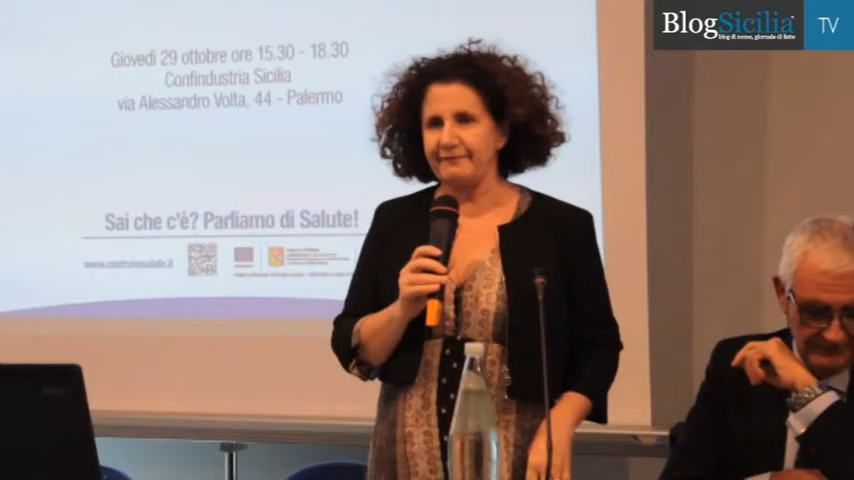 BlogSicilia
blog di nome, giornale di fatto
TV
Giovedì 29 ottobre ore 15.30 - 18.30
Confindustria Sicilia
via Alessandro Volta, 44 - Palermo
Sai che c'è? Parliamo di Salute!
www.costruiresalute.it